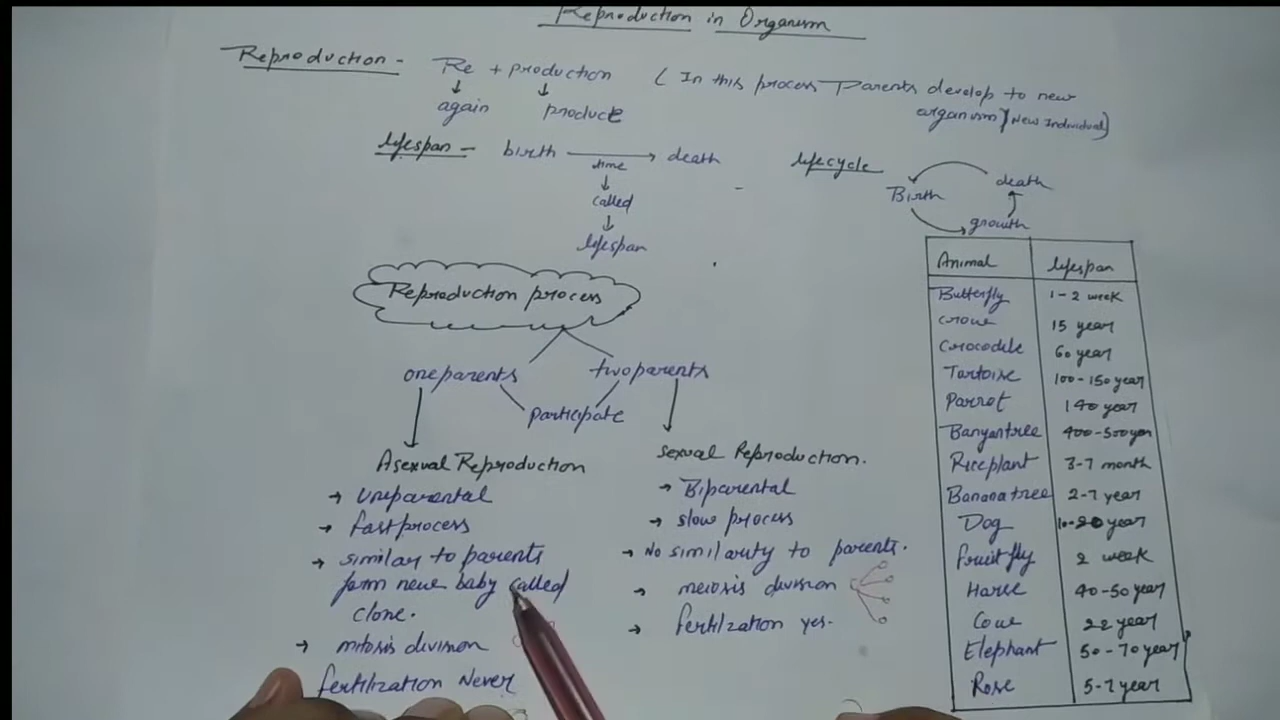 Reproduction in Organism
Reproduction - Re + production ( In this process Parents develop to new
again produce organism) (New Individual)
lifespan - birth → death
time
called
lifespan
lifecycle
Birth
death
growth
Reproduction process
one parents two parents
participate
Asexual Reproduction
→ Uneparental
→ fast process
→ similar to parents
form new baby called
clone.
→ mitosis division
fertilization Never
Sexual Reproduction.
→ Biparental
→ slow process
→ No similarity to parents.
→ meiosis division
→ fertilization yes.
Animal lifespan
Butterfly 1-2 week
crow 15 year
Crocodile 60 year
Tortoise 100-150 year
Parrot 140 year
Banyantree 400-500 year
Riceplant 3-7 month
Bananatree 2-7 year
Dog 10-20 year
fruitfly 2 week
40-50 year
Cow 22 year
Elephant 50-70 year
Rose 5-7 year